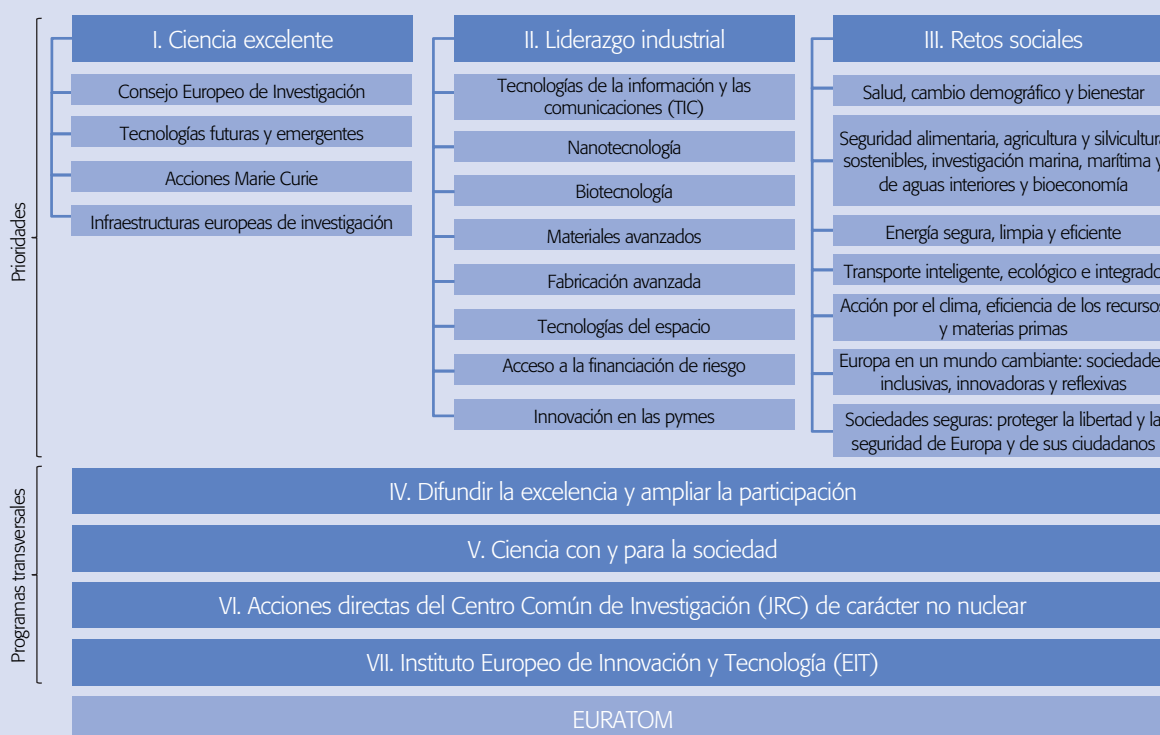 Prioridades
I. Ciencia excelente
Consejo Europeo de Investigación
Tecnologías futuras y emergentes
Acciones Marie Curie
Infraestructuras europeas de investigación
II. Liderazgo industrial
Tecnologías de la información y las
comunicaciones (TIC)
Nanotecnología
Biotecnología
Materiales avanzados
Fabricación avanzada
Tecnologías del espacio
Acceso a la financiación de riesgo
Innovación en las pymes
III. Retos sociales
Salud, cambio demográfico y bienestar
Seguridad alimentaria, agricultura y silvicultura
sostenibles, investigación marina, marítima y
de aguas interiores y bioeconomía
Energía segura, limpia y eficiente
Transporte inteligente, ecológico e integrado
Acción por el clima, eficiencia de los recursos
y materias primas
Europa en un mundo cambiante: sociedade
inclusivas, innovadoras y reflexivas
Sociedades seguras: proteger la libertad y la
seguridad de Europa y de sus ciudadanos
Programas transversales
IV. Difundir la excelencia y ampliar la participación
V. Ciencia con y para la sociedad
VI. Acciones directas del Centro Común de Investigación (JRC) de carácter no nuclear
VII. Instituto Europeo de Innovación y Tecnología (EIT)
EURATOM